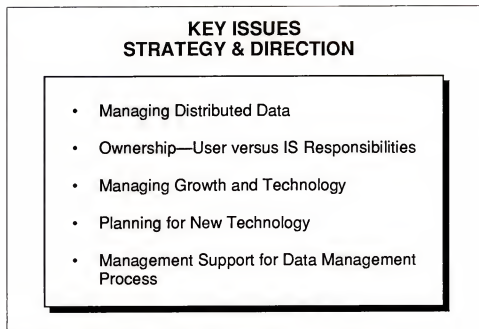 KEY ISSUES
STRATEGY & DIRECTION
• Managing Distributed Data
• Ownership—User versus IS Responsibilities
• Managing Growth and Technology
• Planning for New Technology
• Management Support for Data Management
Process